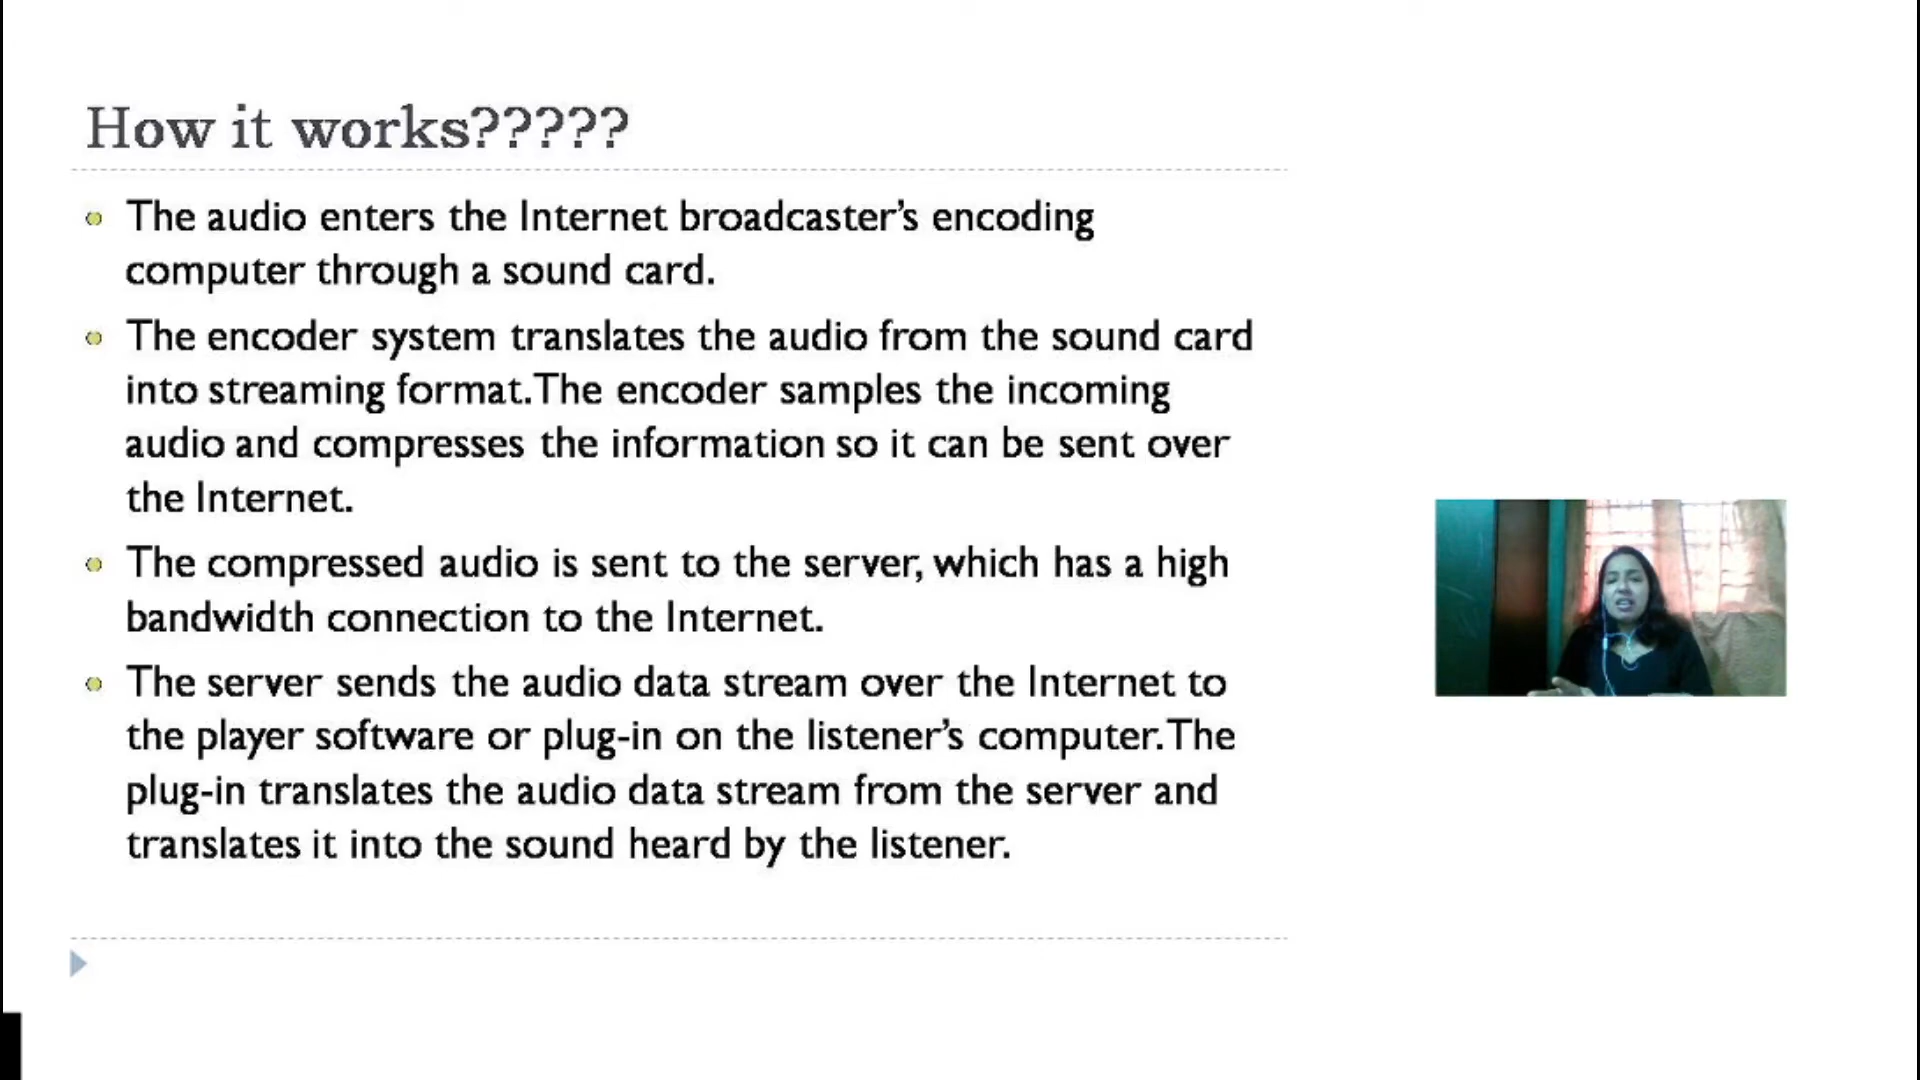 How it works?????
The audio enters the Internet broadcaster’s encoding
computer through a sound card.
The encoder system translates the audio from the sound card
into streaming format.The encoder samples the incoming
audio and compresses the information so it can be sent over
the Internet.
The compressed audio is sent to the server, which has a high
bandwidth connection to the Internet.
The server sends the audio data stream over the Internet to
the player software or plug-in on the listener’s computer.The
plug-in translates the audio data stream from the server and
translates it into the sound heard by the listener.